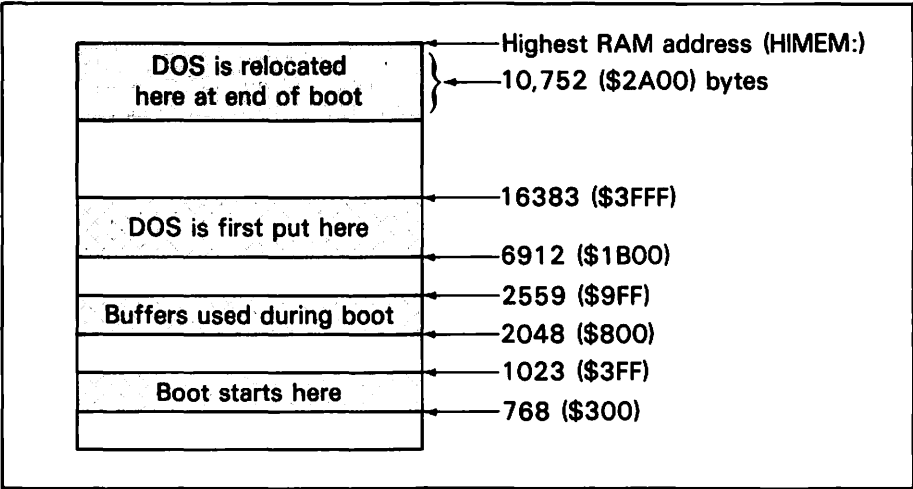 Highest RAM address (HIMEM:)
DOS is relocated
here at end of boot
10,752 ($2A00) bytes
16383 ($3FFF)
DOS is first put here
6912 ($1B00)
2559 ($9FF)
Buffers used during boot
2048 ($800)
1023 ($3FF)
Boot starts here
768 ($300)